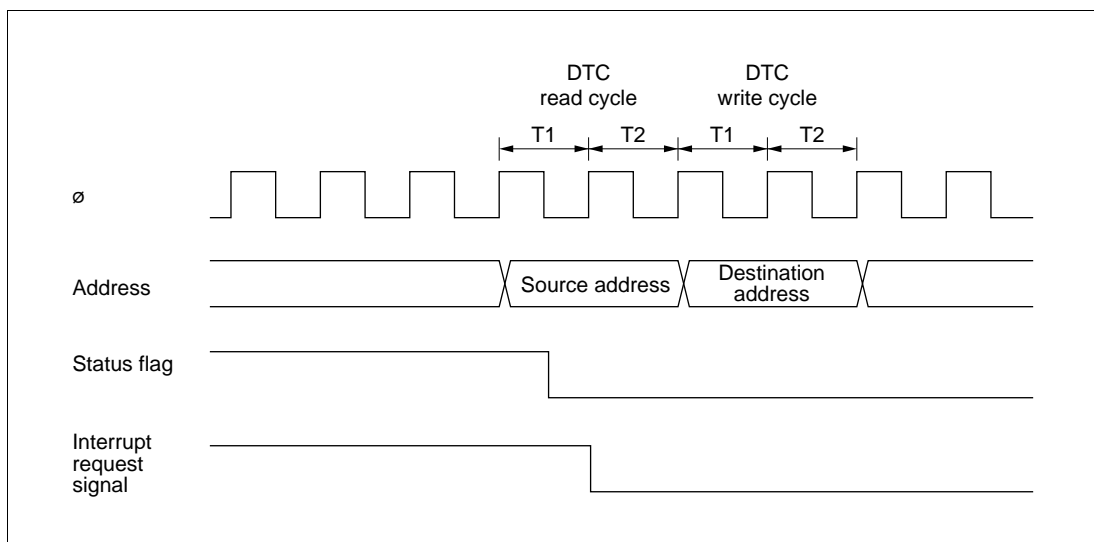 DTC
read cycle
DTC
write cycle
T1
T2
T1
T2
ø
Address
Source address
Destination
address
Status flag
Interrupt
request
signal